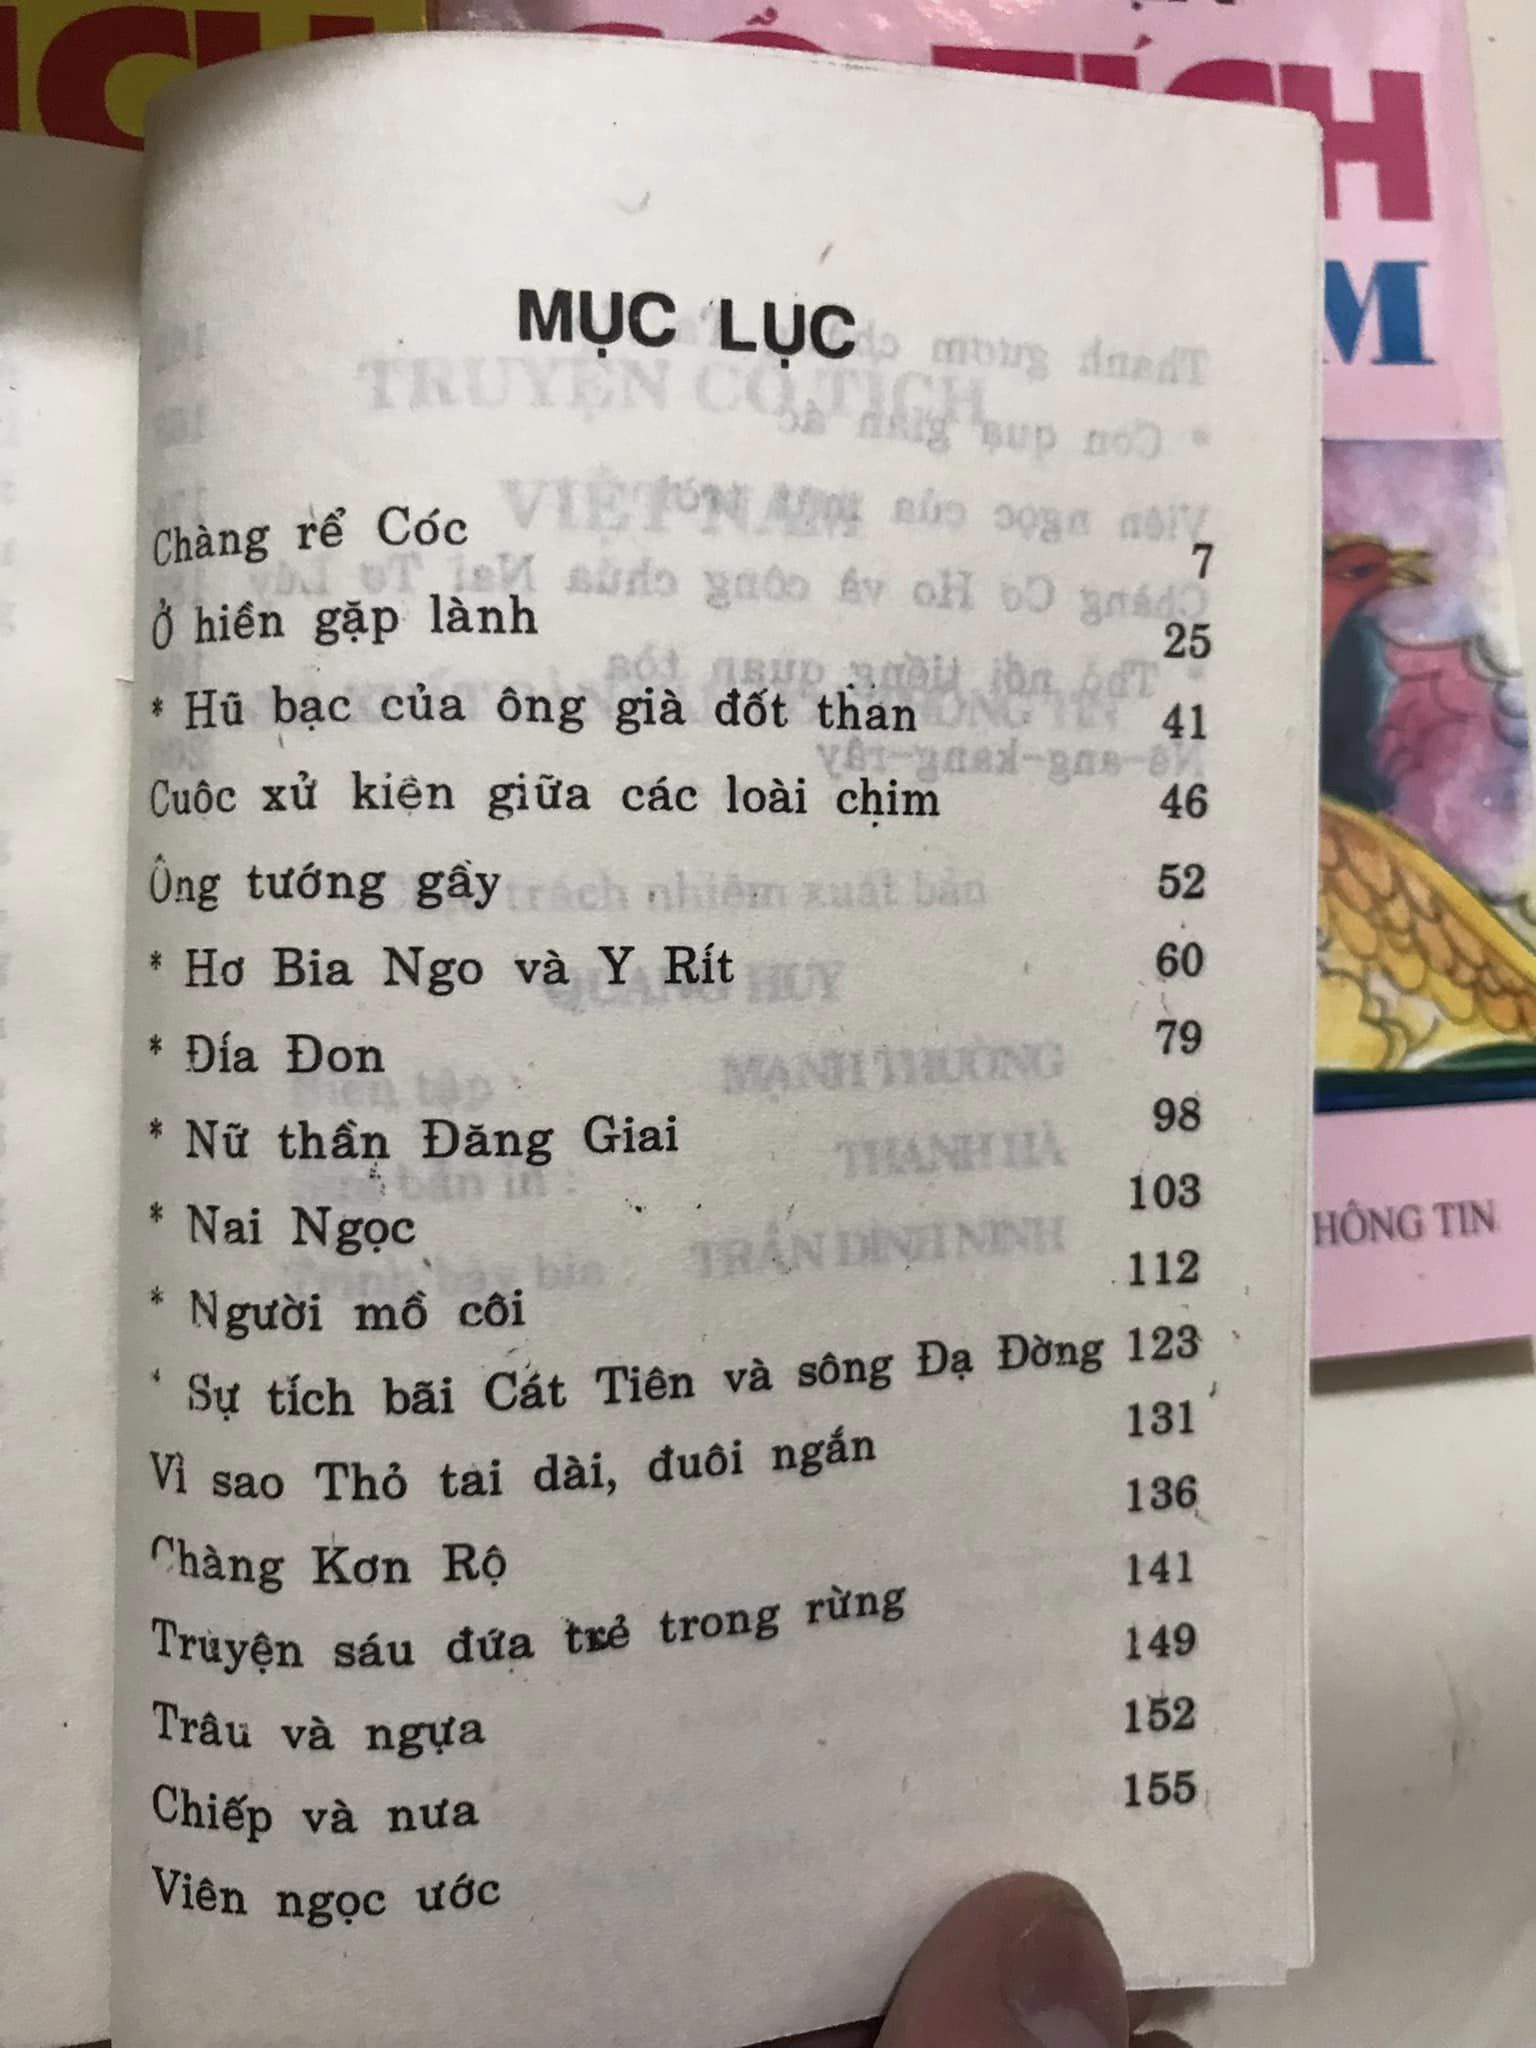 MỤC LỤC
Chàng rể Cóc 7
Ở hiền gặp lành 25
* Hũ bạc của ông già đốt than 41
Cuôc xử kiện giữa các loài chim 46
Ông tướng gầy 52
* Hơ Bia Ngo và Y Rít 60
* Đía Đon 79
* Nữ thần Đăng Giai 98
* Nai Ngọc 103
* Người mồ côi 112
* Sự tích bãi Cát Tiên và sông Đạ Đờng 123
Vì sao Thỏ tai dài, đuôi ngắn 131
Chàng Kơn Rộ 136
Truyện sáu đứa trẻ trong rừng 141
Trâu và ngựa 149
Chiếp và nưa 152
Viên ngọc ước 155
TÍCH
M
HÔNG TIN